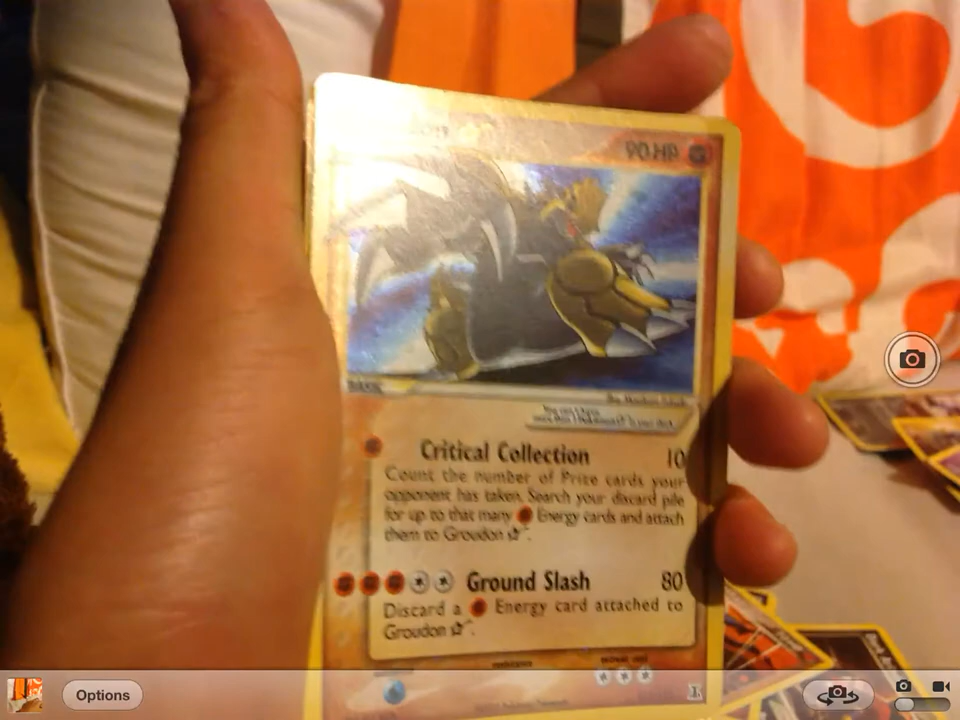 90 HP
BASIC
Critical Collection 10
Count the number of Prize cards your
opponent has taken. Search your discard pile
for up to that many Energy cards and attach
them to Groudon ☆.
Ground Slash 80
Discard a Energy card attached to
Groudon ☆.
Options